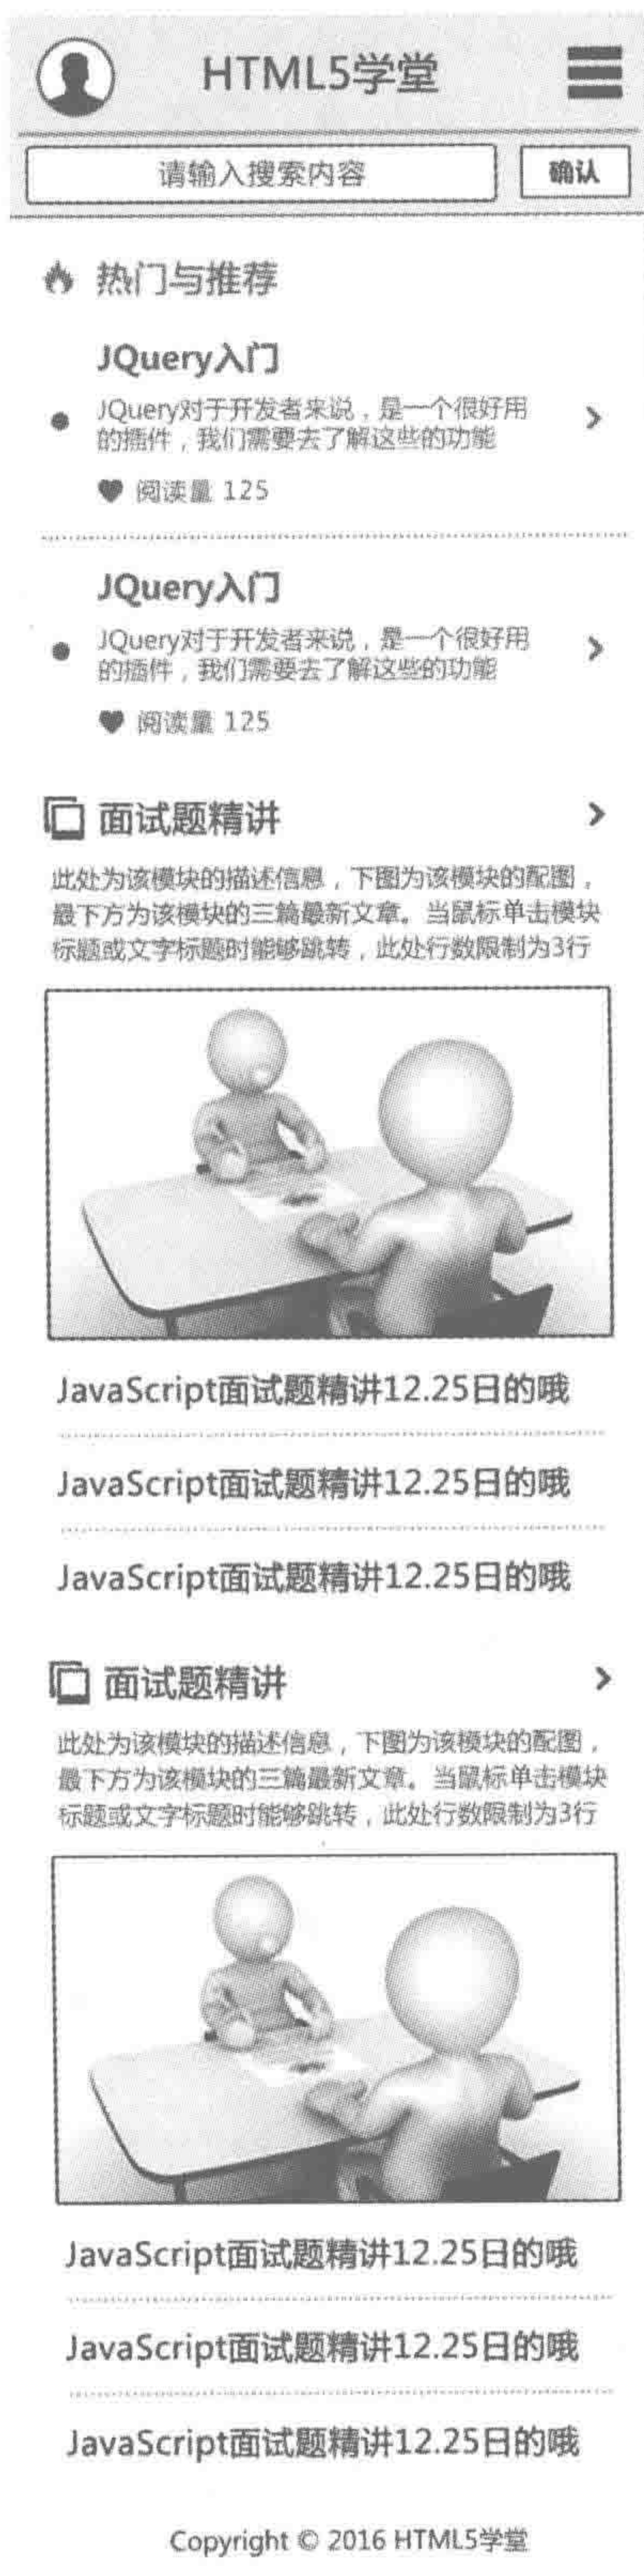 HTML5学堂
请输入搜索内容 确认
热门与推荐
JQuery入门
JQuery对于开发者来说，是一个很好用
的插件，我们需要去了解这些的功能
阅读量 125
JQuery入门
JQuery对于开发者来说，是一个很好用
的插件，我们需要去了解这些的功能
阅读量 125
面试题精讲
此处为该模块的描述信息，下图为该模块的配图，
最下方为该模块的三篇最新文章。当鼠标单击模块
标题或文字标题时能够跳转，此处行数限制为3行
JavaScript面试题精讲12.25日的哦
JavaScript面试题精讲12.25日的哦
JavaScript面试题精讲12.25日的哦
面试题精讲
此处为该模块的描述信息，下图为该模块的配图，
最下方为该模块的三篇最新文章。当鼠标单击模块
标题或文字标题时能够跳转，此处行数限制为3行
JavaScript面试题精讲12.25日的哦
JavaScript面试题精讲12.25日的哦
JavaScript面试题精讲12.25日的哦
Copyright © 2016 HTML5学堂